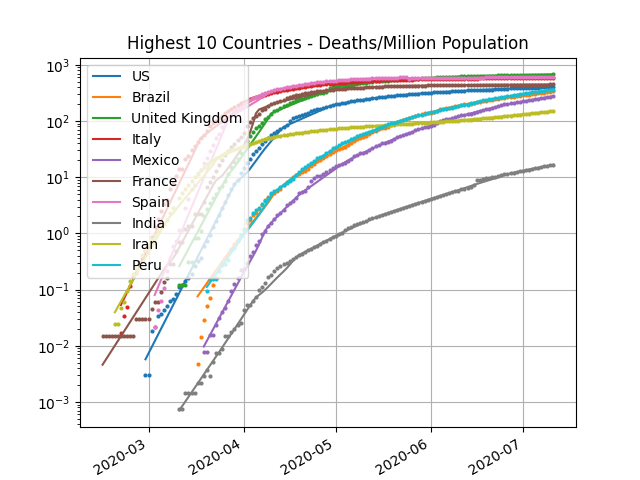 Highest 10 Countries - Deaths/Million Population
10³
10²
10¹
10⁰
10⁻¹
10⁻²
10⁻³
US
Brazil
United Kingdom
Italy
Mexico
France
Spain
India
Iran
Peru
2020-03
2020-04
2020-05
2020-06
2020-07